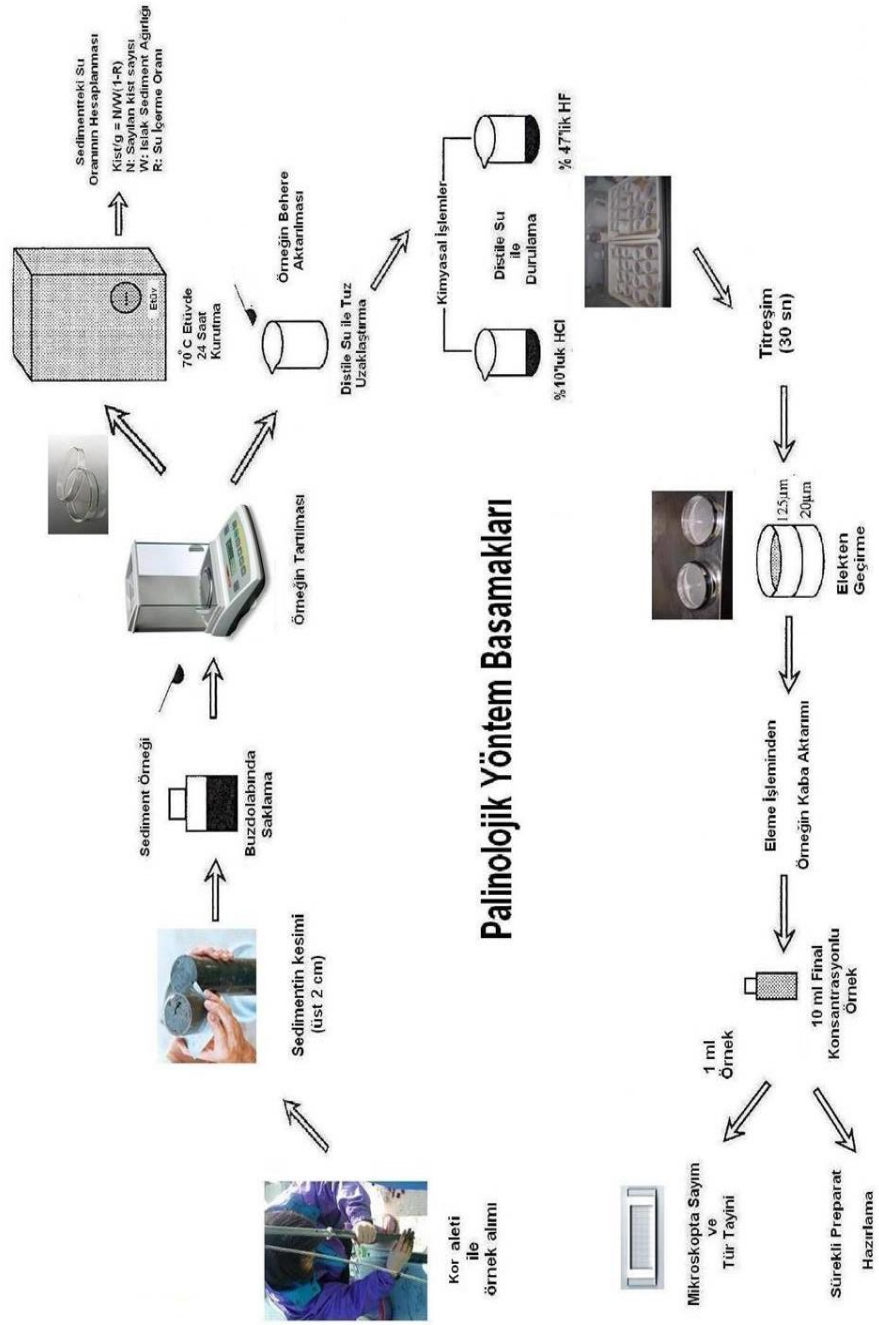 Palinolojik Yöntem Basamakları
Kor aleti
ile
örnek alımı
Sedimentin kesimi
(üst 2 cm)
Sediment Örneği
Buzdolabında
Saklama
Örneğin Tartılması
70°C Etüvde
24 Saat
Kurutma
Etüv
Sedimentteki Su
Oranının Hesaplanması
Kist/g = N/W(1-R)
N: Sayılan kist sayısı
W: Islak Sediment Ağırlığı
R: Su İçerme Oranı
Örneğin Behere
Aktarılması
Distile Su ile Tuz
Uzaklaştırma
Kimyasal İşlemler
%10'luk HCl
Distile Su
ile
Durulama
% 47'lik HF
Titreşim
(30 sn)
125µm
20µm
Elekten
Geçirme
Eleme İşleminden
Örneğin Kaba Aktarımı
10 ml Final
Konsantrasyonlu
Örnek
1 ml
Örnek
Mikroskopta Sayım
ve
Tür Tayini
Sürekli Preparat
Hazırlama